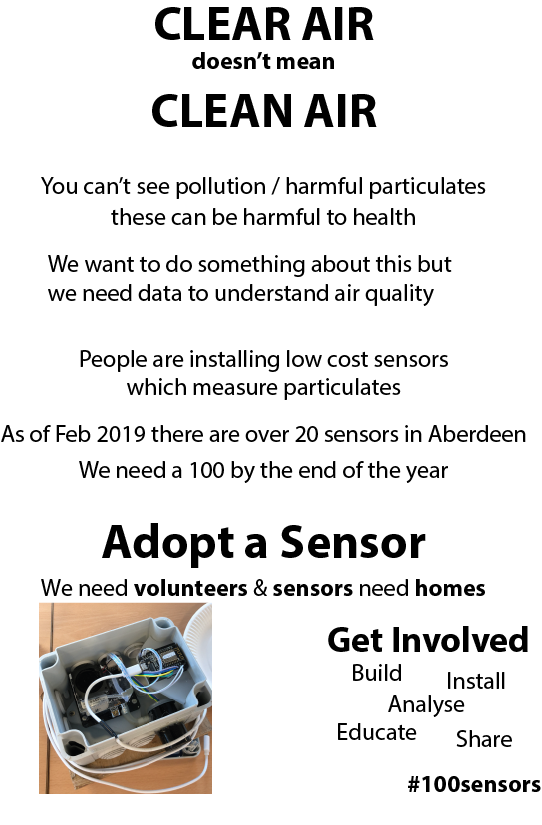 CLEAR AIR
doesn’t mean
CLEAN AIR
You can’t see pollution / harmful particulates
these can be harmful to health
We want to do something about this but
we need data to understand air quality
People are installing low cost sensors
which measure particulates
As of Feb 2019 there are over 20 sensors in Aberdeen
We need a 100 by the end of the year
Adopt a Sensor
We need volunteers & sensors need homes
Get Involved
Build
Install
Analyse
Educate
Share
#100sensors